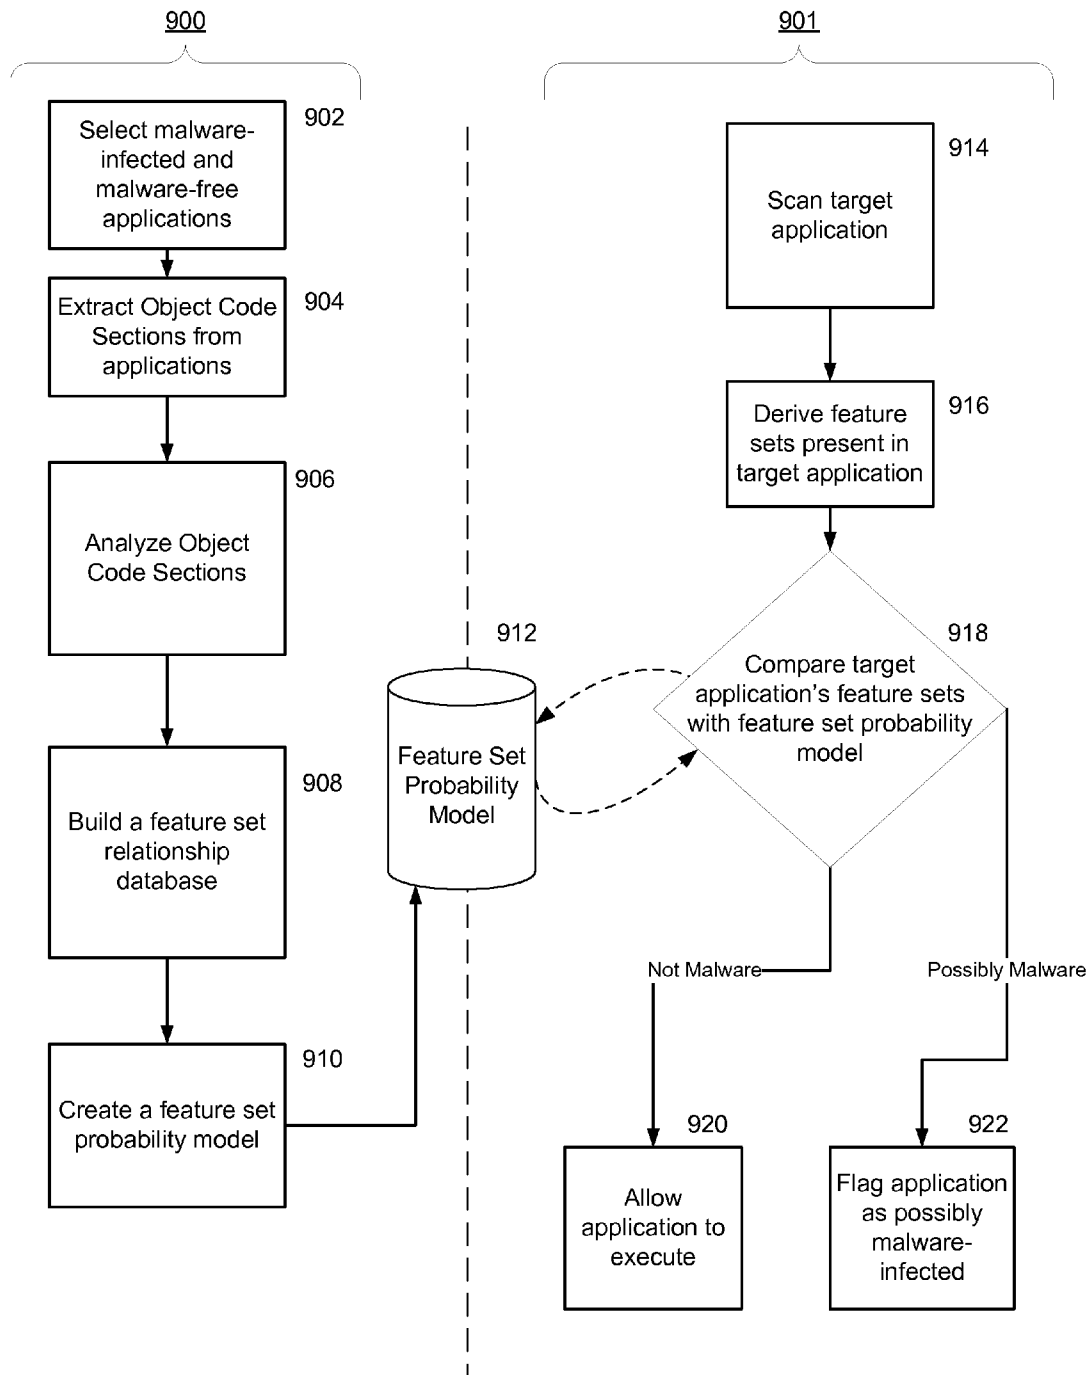 900
902
Select malware-
infected and
malware-free
applications
904
Extract Object Code
Sections from
applications
906
Analyze Object
Code Sections
908
Build a feature set
relationship
database
910
Create a feature set
probability model
912
Feature Set
Probability
Model
901
914
Scan target
application
916
Derive feature
sets present in
target application
918
Compare target
application’s feature sets
with feature set probability
model
Not Malware
Possibly Malware
920
Allow
application to
execute
922
Flag application
as possibly
malware-
infected